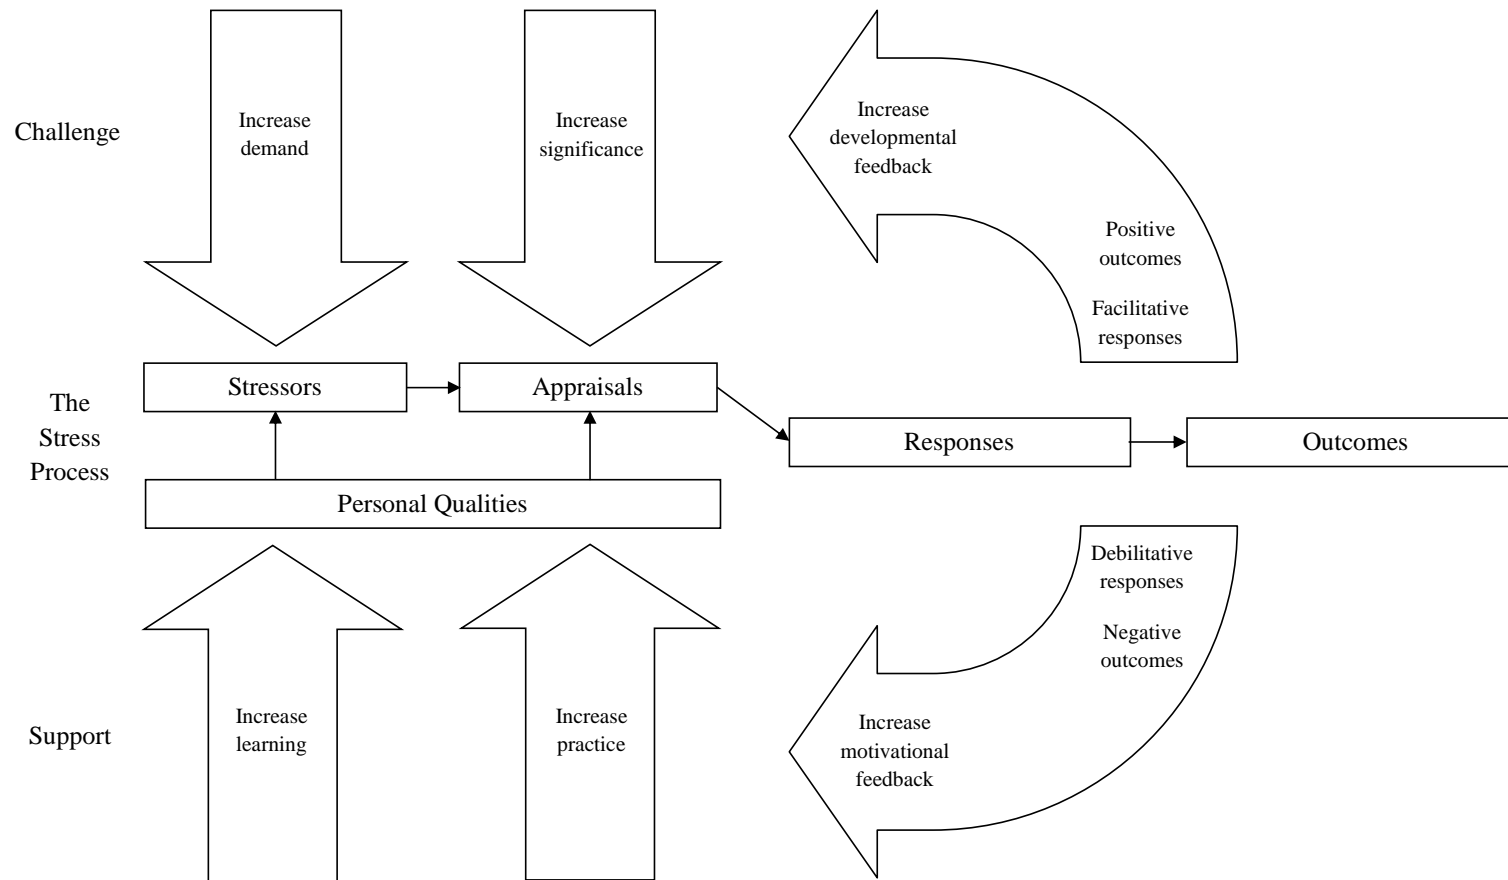 Challenge
Increase
demand
Increase
significance
Increase
developmental
feedback
Positive
outcomes
Facilitative
responses
The
Stress
Process
Stressors
Appraisals
Responses
Outcomes
Personal Qualities
Support
Increase
learning
Increase
practice
Increase
motivational
feedback
Debilitative
responses
Negative
outcomes